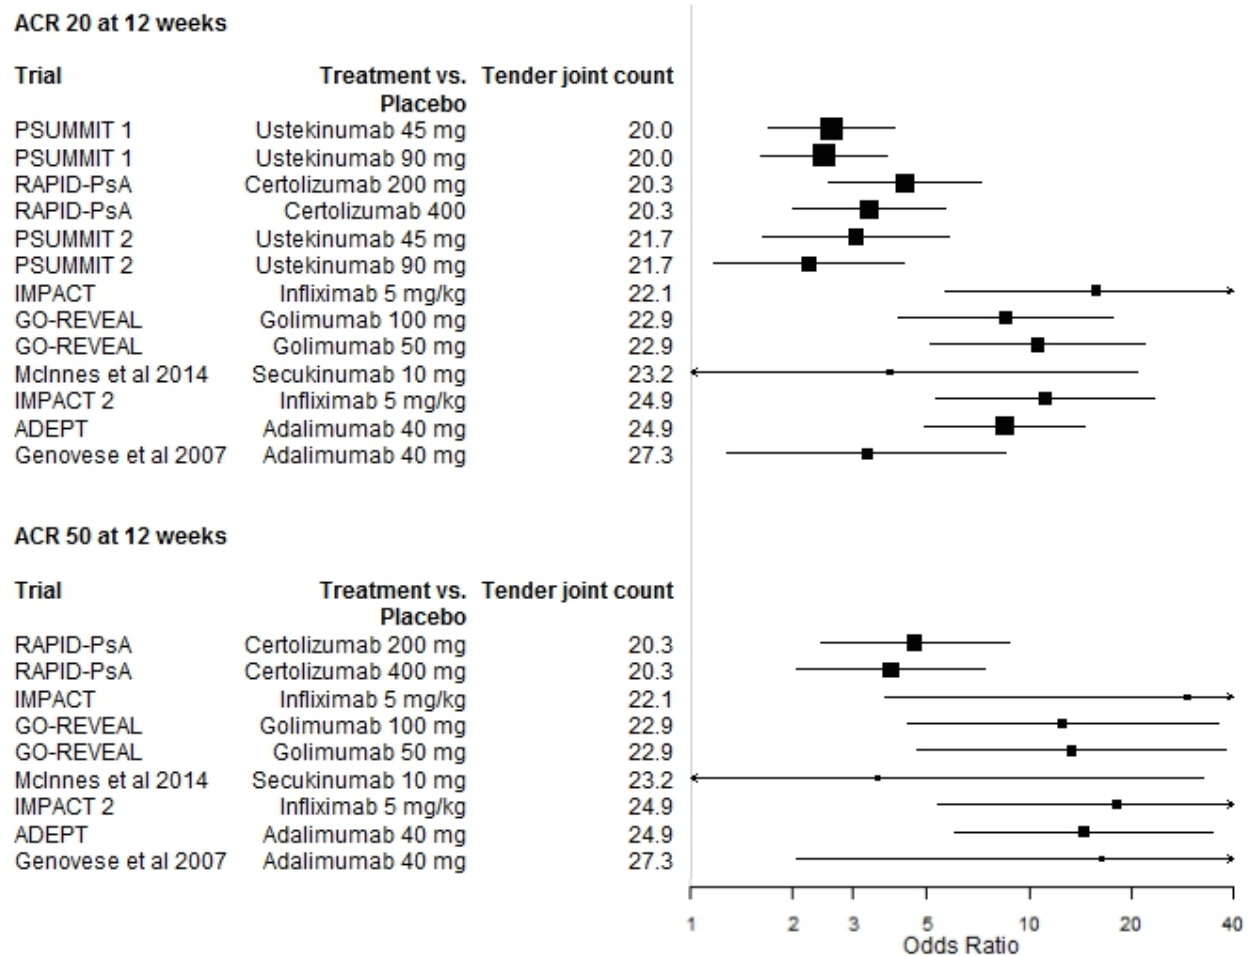 ACR 20 at 12 weeks
Trial Treatment vs. Tender joint count
Placebo
PSUMMIT 1 Ustekinumab 45 mg 20.0
PSUMMIT 1 Ustekinumab 90 mg 20.0
RAPID-PsA Certolizumab 200 mg 20.3
RAPID-PsA Certolizumab 400 20.3
PSUMMIT 2 Ustekinumab 45 mg 21.7
PSUMMIT 2 Ustekinumab 90 mg 21.7
IMPACT Infliximab 5 mg/kg 22.1
GO-REVEAL Golimumab 100 mg 22.9
GO-REVEAL Golimumab 50 mg 22.9
McInnes et al 2014 Secukinumab 10 mg 23.2
IMPACT 2 Infliximab 5 mg/kg 24.9
ADEPT Adalimumab 40 mg 24.9
Genovese et al 2007 Adalimumab 40 mg 27.3
ACR 50 at 12 weeks
Trial Treatment vs. Tender joint count
Placebo
RAPID-PsA Certolizumab 200 mg 20.3
RAPID-PsA Certolizumab 400 mg 20.3
IMPACT Infliximab 5 mg/kg 22.1
GO-REVEAL Golimumab 100 mg 22.9
GO-REVEAL Golimumab 50 mg 22.9
McInnes et al 2014 Secukinumab 10 mg 23.2
IMPACT 2 Infliximab 5 mg/kg 24.9
ADEPT Adalimumab 40 mg 24.9
Genovese et al 2007 Adalimumab 40 mg 27.3
1 2 3 5 10 20 40
Odds Ratio